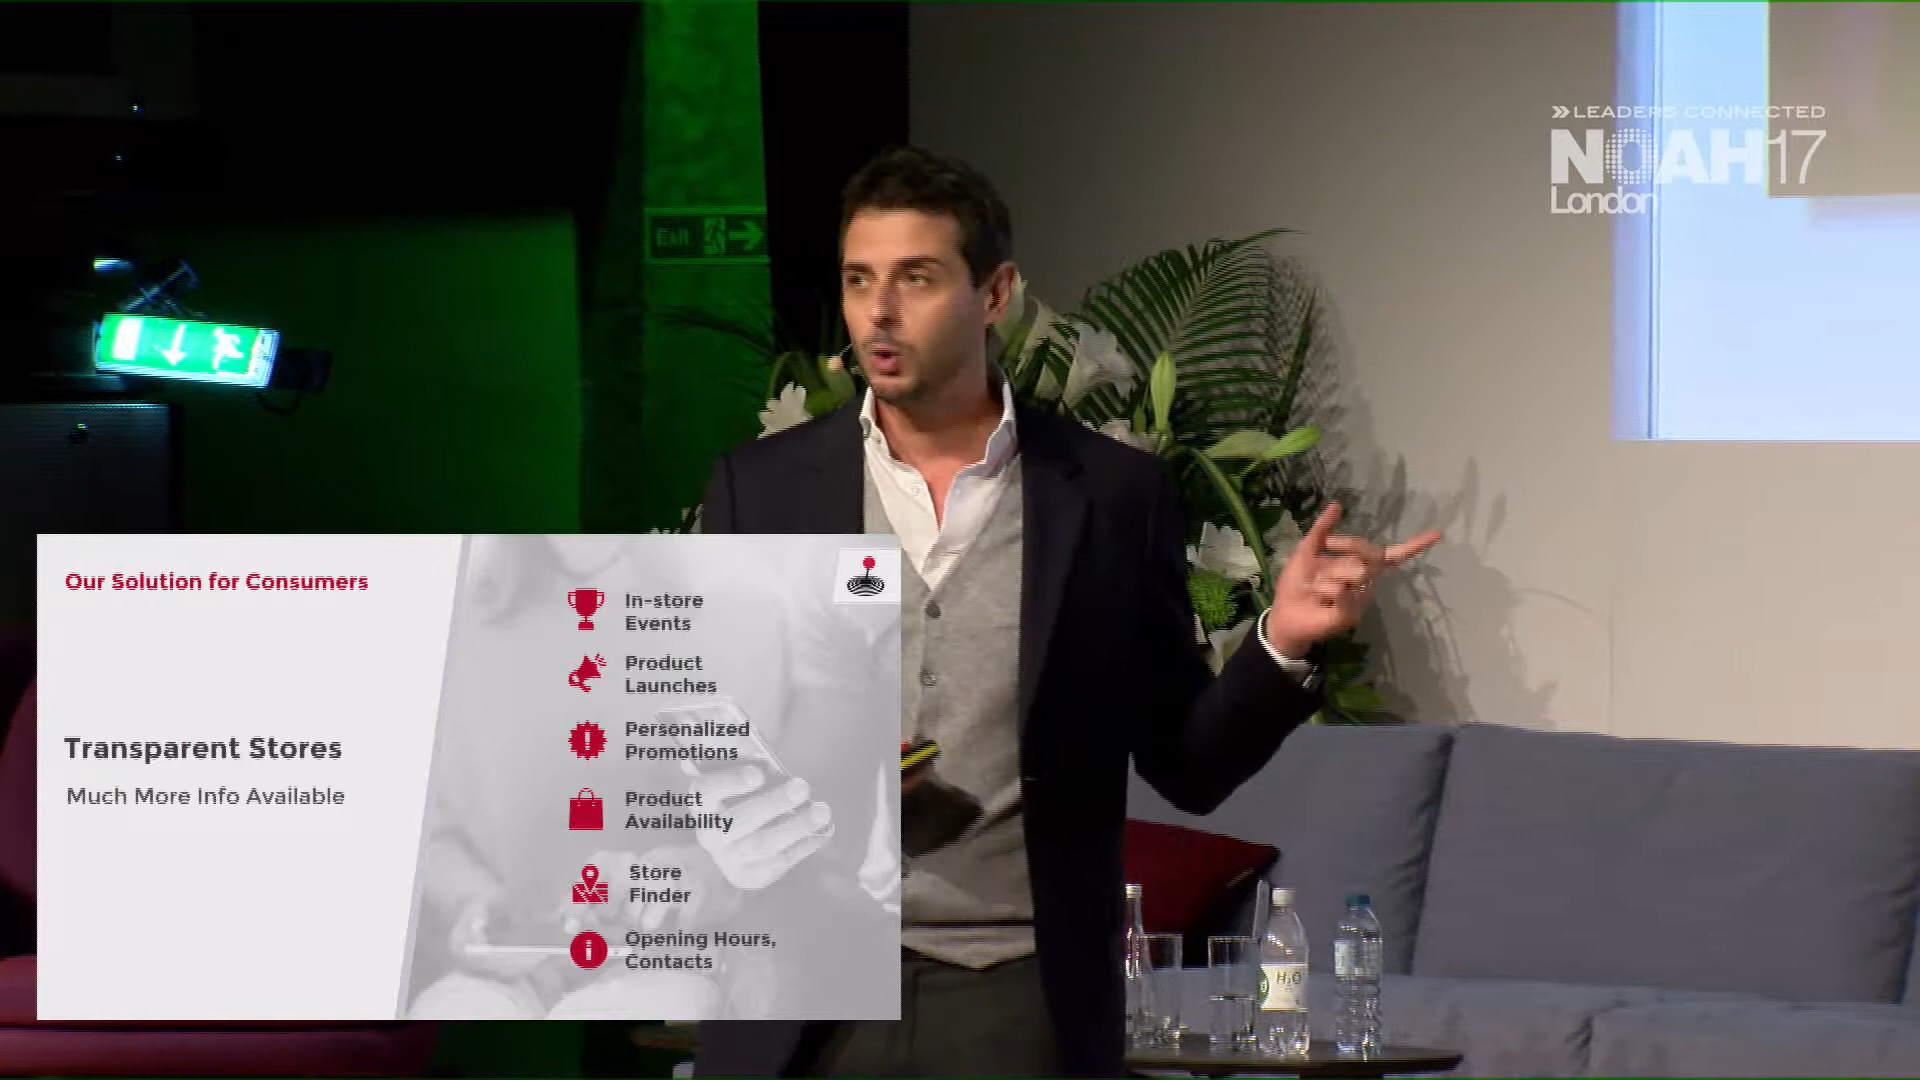 LEADERS CONNECTED
NOAH17
London
Exit
Our Solution for Consumers
Transparent Stores
Much More Info Available
In-store
Events
Product
Launches
Personalized
Promotions
Product
Availability
Store
Finder
Opening Hours,
Contacts
H2O